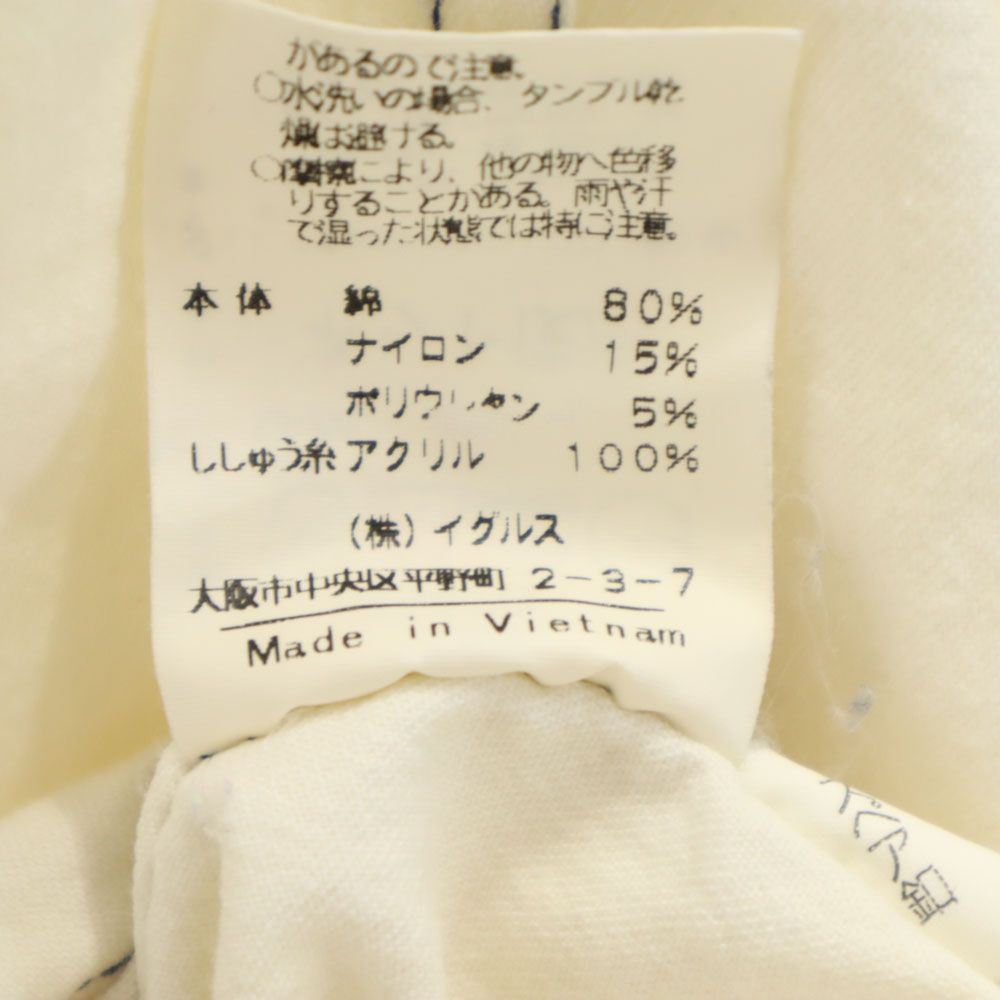 があるので注意。
○水洗いの場合、タンブル乾
燥は避ける。
○摩擦により、他の物へ色移
りすることがある。雨や汗
で湿った状態では特に注意。
本体 綿 80%
ナイロン 15%
ポリウレタン 5%
ししゅう糸 アクリル 100%
(株)イグルス
大阪市中央区平野町 2-3-7
Made in Vietnam
スペア釦